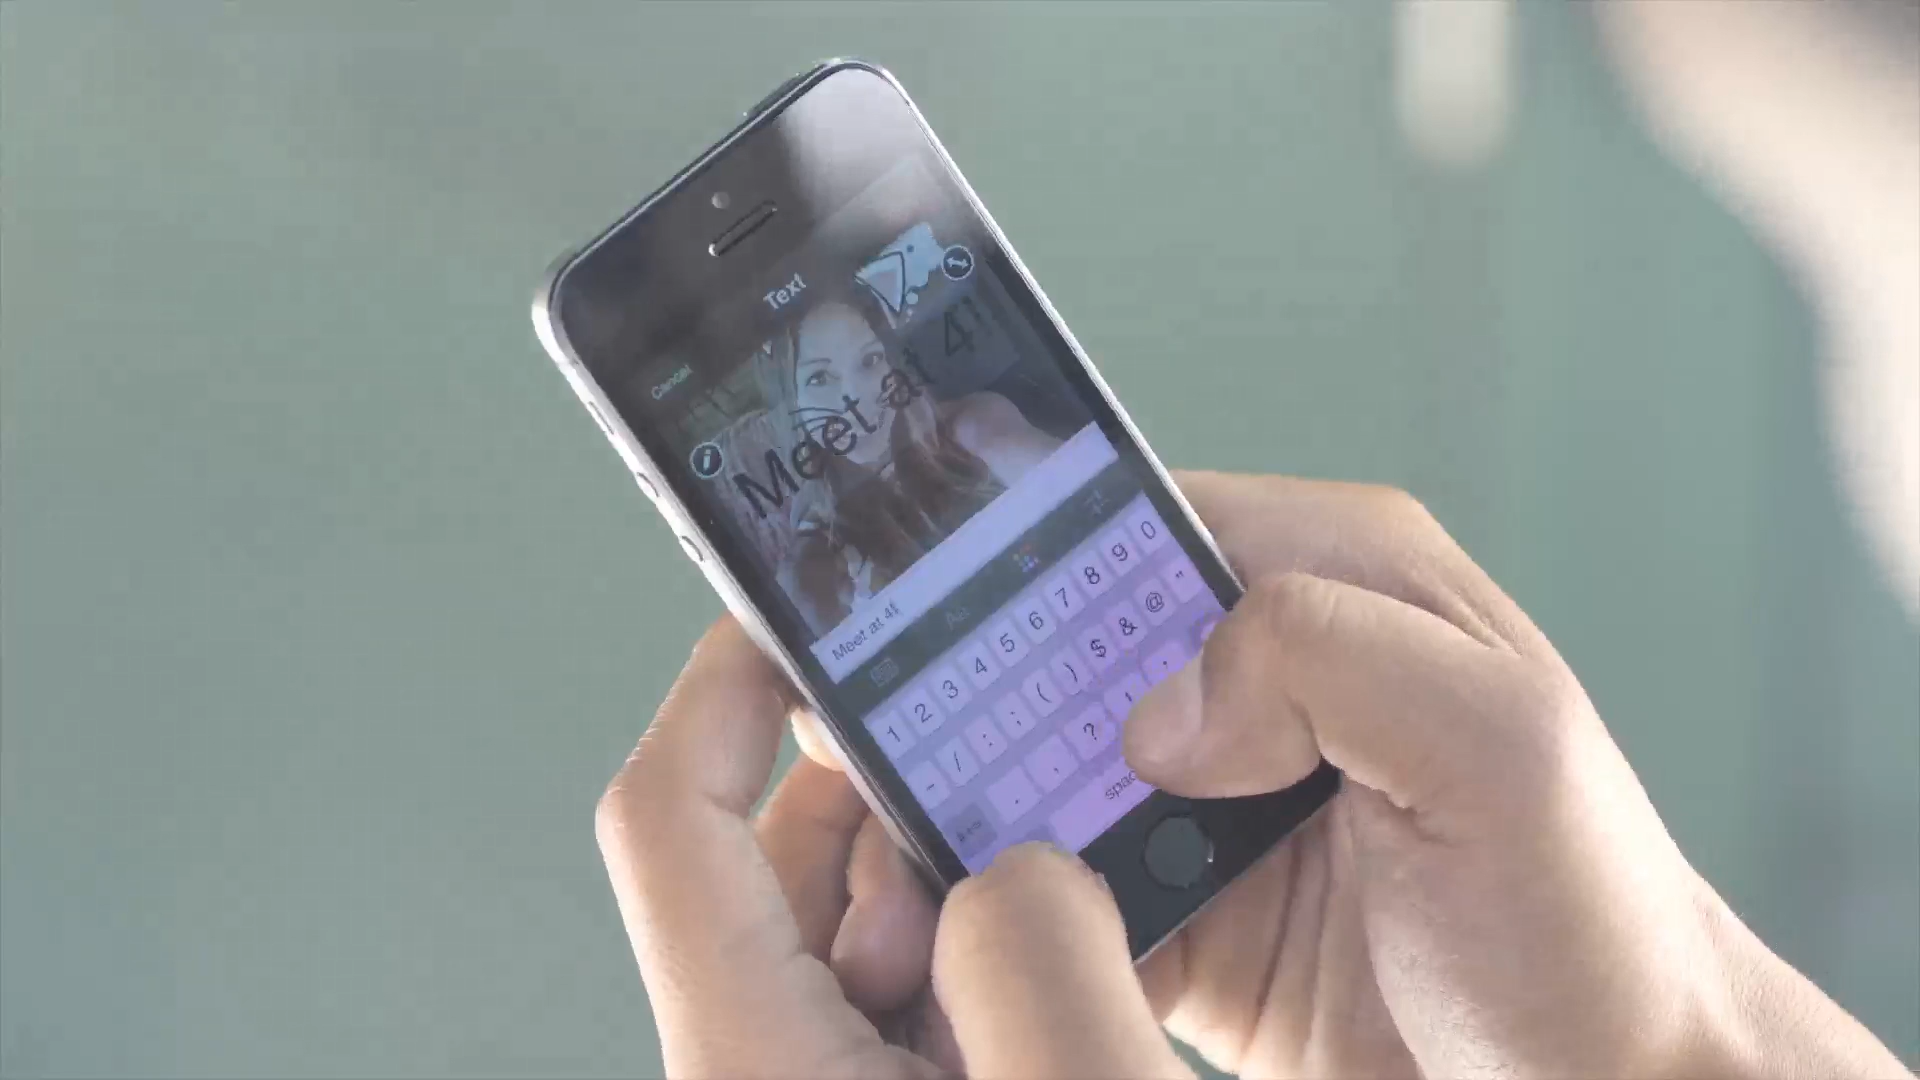 Text
Cancel
Meet at 4!
Meet at 4!
Aa
1 2 3 4 5 6 7 8 9 0
- / : ; ( ) $ & @ "
. , ? ! '
space